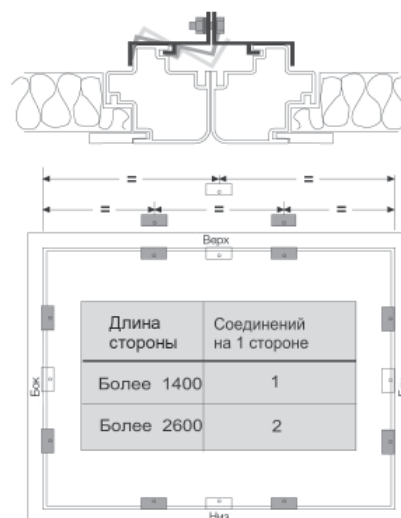 = =
= = =
Верх
Бок
Длина стороны
Соединений на 1 стороне
Более 1400
1
Более 2600
2
Низ